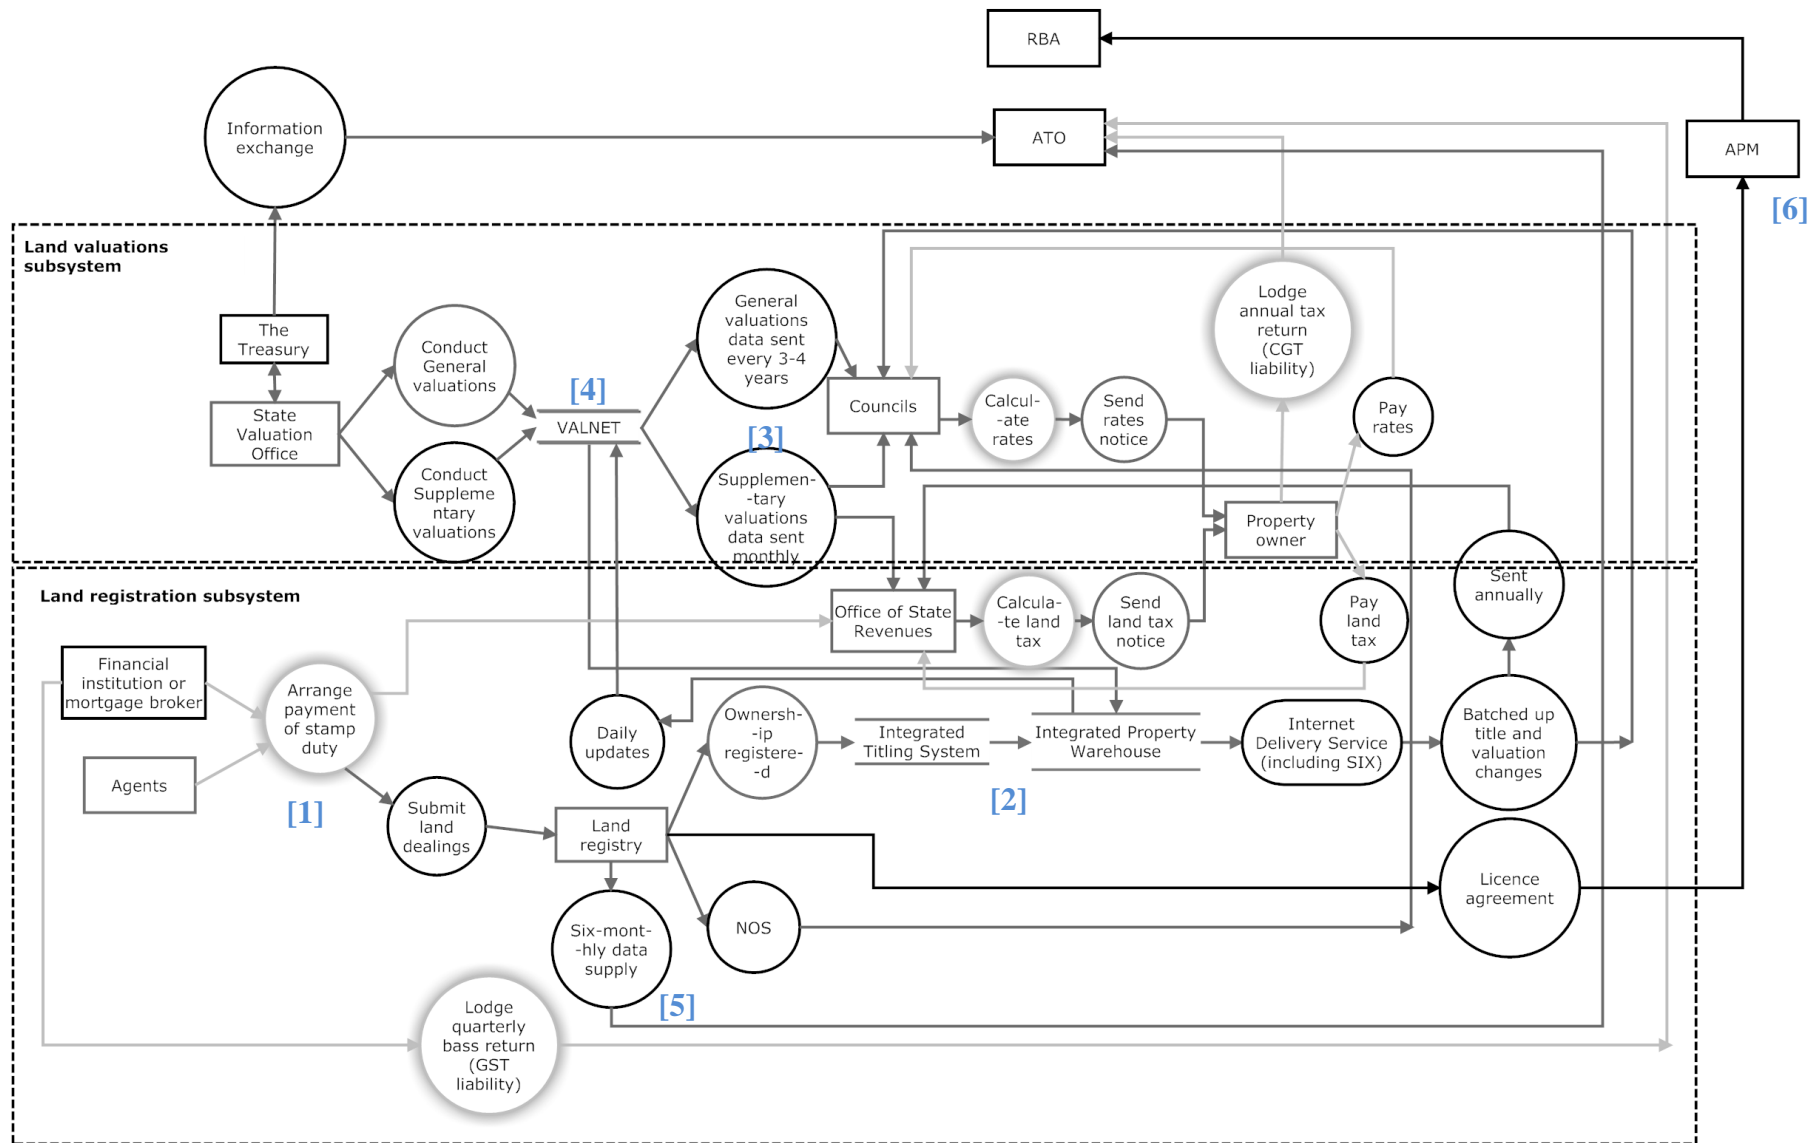 RBA
Information
exchange
ATO
APM
[6]
Land valuations
subsystem
The
Treasury
State
Valuation
Office
Conduct
General
valuations
Conduct
Suppleme
ntary
valuations
[4]
VALNET
General
valuations
data sent
every 3-4
years
[3]
Supplemen-
-tary
valuations
data sent
monthly
Councils
Calcul-
-ate
rates
Send
rates
notice
Lodge
annual tax
return
(CGT
liability)
Pay
rates
Property
owner
Land registration subsystem
Office of State
Revenues
Calcula-
-te land
tax
Send
land tax
notice
Pay
land
tax
Sent
annually
Financial
institution or
mortgage broker
Agents
Arrange
payment
of stamp
duty
[1]
Submit
land
dealings
Land
registry
Daily
updates
Ownersh-
-ip
registere-
-d
Integrated
Titling System
Integrated Property
Warehouse
[2]
Internet
Delivery Service
(including SIX)
Batched up
title and
valuation
changes
Licence
agreement
NOS
Six-mont-
-hly data
supply
[5]
Lodge
quarterly
bass return
(GST
liability)